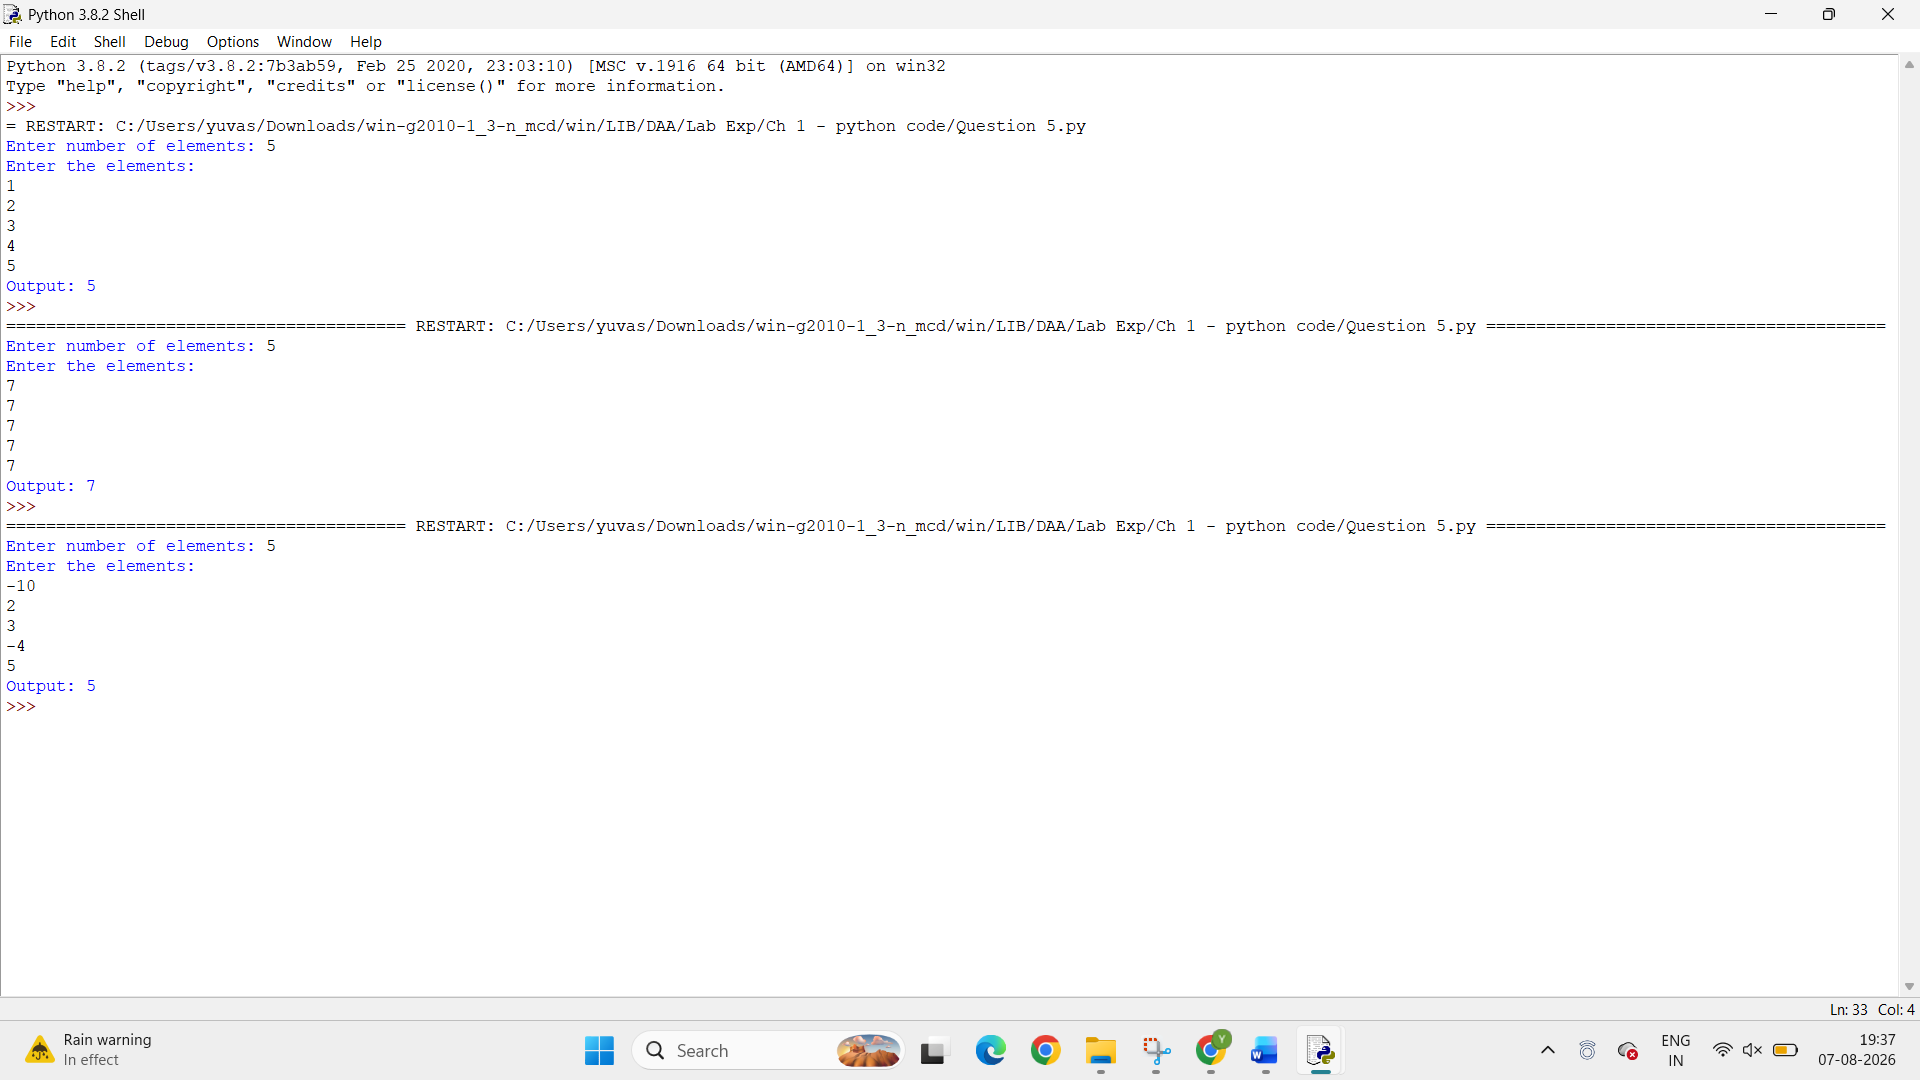 Python 3.8.2 Shell
File Edit Shell Debug Options Window Help
Python 3.8.2 (tags/v3.8.2:7b3ab59, Feb 25 2020, 23:03:10) [MSC v.1916 64 bit (AMD64)] on win32
Type "help", "copyright", "credits" or "license()" for more information.
>>>
= RESTART: C:/Users/yuvas/Downloads/win-g2010-1_3-n_mcd/win/LIB/DAA/Lab Exp/Ch 1 - python code/Question 5.py
Enter number of elements: 5
Enter the elements:
1
2
3
4
5
Output: 5
>>>
======================================== RESTART: C:/Users/yuvas/Downloads/win-g2010-1_3-n_mcd/win/LIB/DAA/Lab Exp/Ch 1 - python code/Question 5.py ========================================
Enter number of elements: 5
Enter the elements:
7
7
7
7
7
Output: 7
>>>
======================================== RESTART: C:/Users/yuvas/Downloads/win-g2010-1_3-n_mcd/win/LIB/DAA/Lab Exp/Ch 1 - python code/Question 5.py ========================================
Enter number of elements: 5
Enter the elements:
-10
2
3
-4
5
Output: 5
>>>
Ln: 33 Col: 4
Rain warning
In effect
Search
Y
W
ENG
IN
19:37
07-08-2026